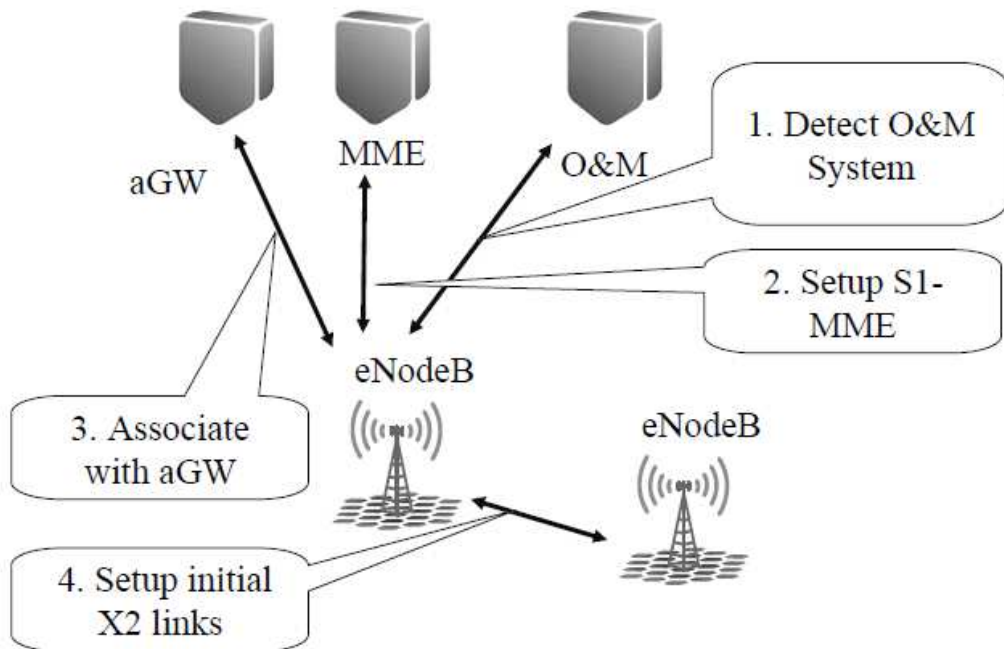 aGW
MME
O&M
1. Detect O&M
System
2. Setup S1-
MME
eNodeB
3. Associate
with aGW
eNodeB
4. Setup initial
X2 links